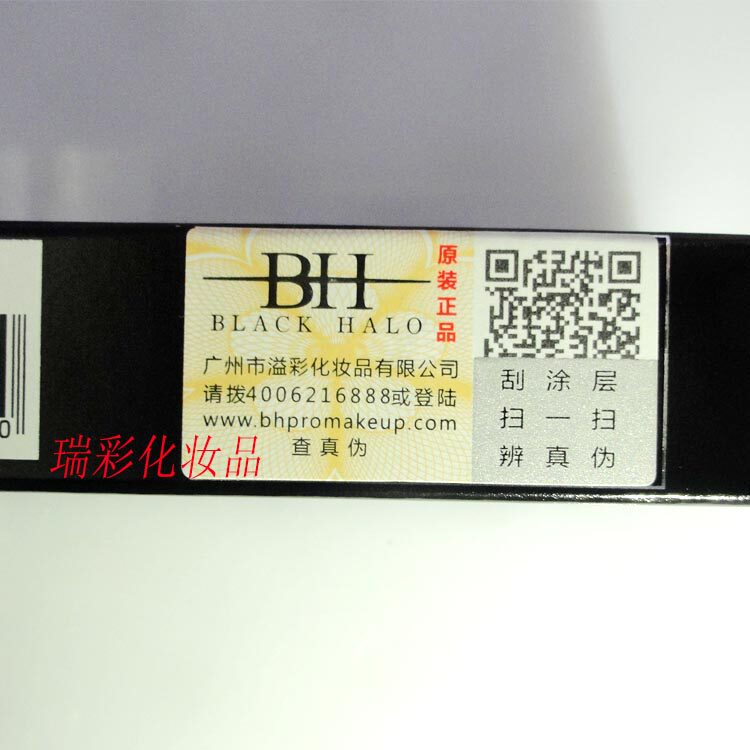 BH
BLACK HALO
原装正品
广州市溢彩化妆品有限公司
请拨4006216888或登陆
www.bhpromakeup.com
查真伪
刮涂层
扫一扫
辨真伪
0
瑞彩化妆品